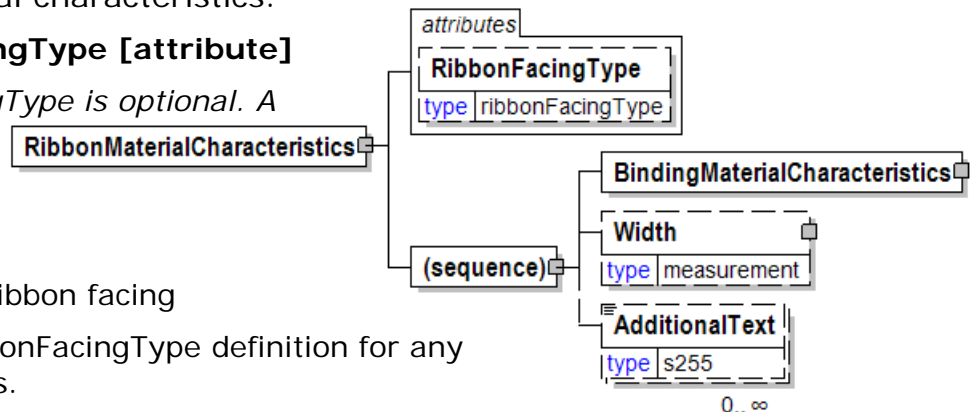 al characteristics.
ngType [attribute]
gType is optional. A
ibbon facing
onFacingType definition for any
s.
attributes
RibbonFacingType
type ribbonFacingType
RibbonMaterialCharacteristics
(sequence)
BindingMaterialCharacteristics
Width
type measurement
AdditionalText
type s255
0..∞